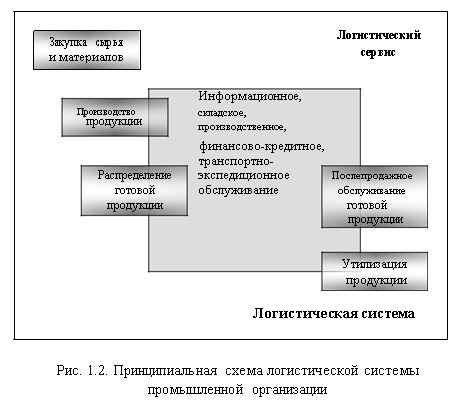 Закупка сырья
и материалов
Логистический
сервис
Производство
продукции
Информационное,
складское,
производственное,
финансово-кредитное,
транспортно-
экспедиционное
обслуживание
Распределение
готовой
продукции
Послепродажное
обслуживание
готовой
продукции
Утилизация
продукции
Логистическая система
Рис. 1.2. Принципиальная схема логистической системы
промышленной организации